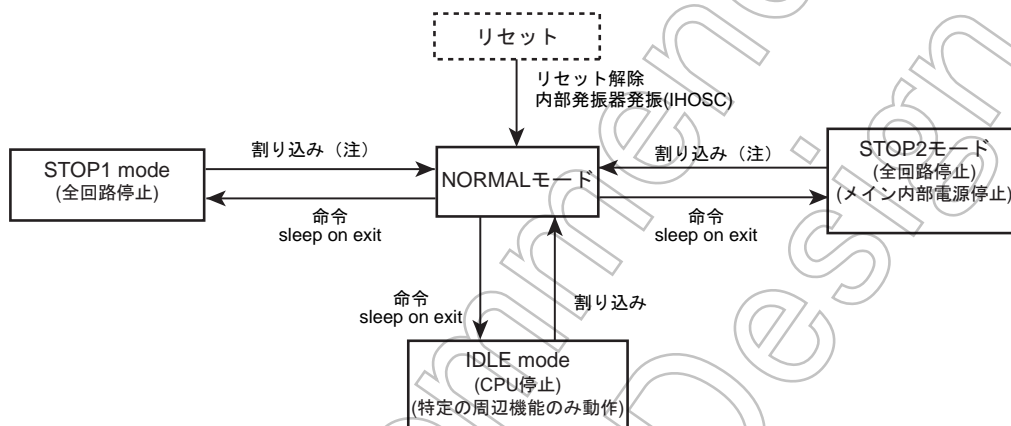 リセット
リセット解除
内部発振器発振(IHOSC)
STOP1 mode
(全回路停止)
割り込み（注）
命令
sleep on exit
NORMALモード
割り込み（注）
命令
sleep on exit
STOP2モード
(全回路停止)
(メイン内部電源停止)
命令
sleep on exit
割り込み
IDLE mode
(CPU停止)
(特定の周辺機能のみ動作)
Design